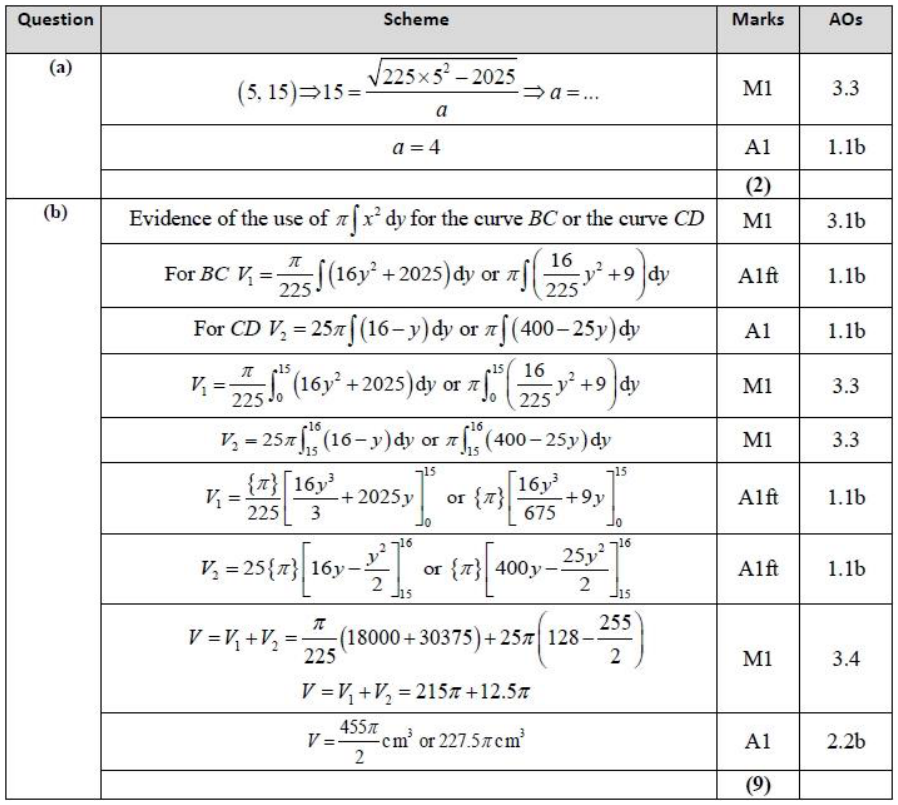 Question Scheme Marks AOs
(a) (5, 15)⇒15 = √(225×5² − 2025) / a ⇒ a = ... M1 3.3
a = 4 A1 1.1b
(2)
(b) Evidence of the use of π∫x² dy for the curve BC or the curve CD M1 3.1b
For BC V₁ = π/225 ∫(16y² + 2025)dy or π∫(16/225 y² + 9)dy A1ft 1.1b
For CD V₂ = 25π∫(16 − y)dy or π∫(400 − 25y)dy A1 1.1b
V₁ = π/225 ∫₀¹⁵(16y² + 2025)dy or π∫₀¹⁵(16/225 y² + 9)dy M1 3.3
V₂ = 25π∫₁₅¹⁶(16 − y)dy or π∫₁₅¹⁶(400 − 25y)dy M1 3.3
V₁ = {π}/225 [16y³/3 + 2025y]₀¹⁵ or {π}[16y³/675 + 9y]₀¹⁵ A1ft 1.1b
V₂ = 25{π}[16y − y²/2]₁₅¹⁶ or {π}[400y − 25y²/2]₁₅¹⁶ A1ft 1.1b
V = V₁ + V₂ = π/225 (18000 + 30375) + 25π(128 − 255/2) M1 3.4
V = V₁ + V₂ = 215π + 12.5π
V = 455π/2 cm³ or 227.5π cm³ A1 2.2b
(9)